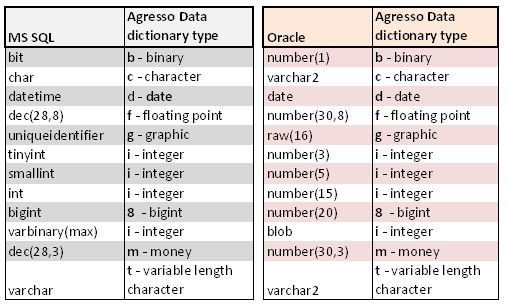 MS SQL Agresso Data dictionary type Oracle Agresso Data dictionary type
bit b - binary number(1) b - binary
char c - character varchar2 c - character
datetime d - date date d - date
dec(28,8) f - floating point number(30,8) f - floating point
uniqueidentifier g - graphic raw(16) g - graphic
tinyint i - integer number(3) i - integer
smallint i - integer number(5) i - integer
int i - integer number(15) i - integer
bigint 8 - bigint number(20) 8 - bigint
varbinary(max) i - integer blob i - integer
dec(28,3) m - money number(30,3) m - money
varchar t - variable length character varchar2 t - variable length character